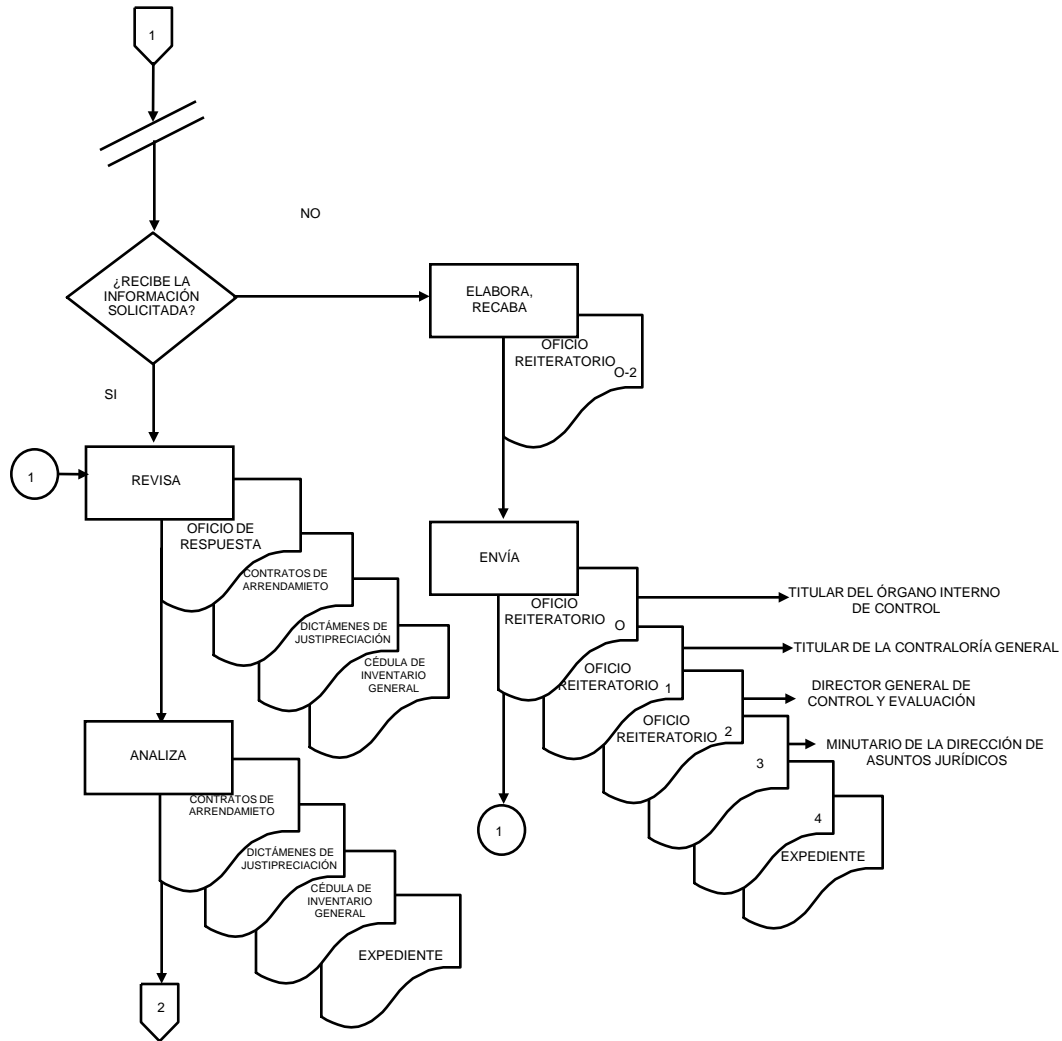 1
NO
¿RECIBE LA
INFORMACIÓN
SOLICITADA?
ELABORA,
RECABA
OFICIO
REITERATORIO
O-2
SI
1
REVISA
OFICIO DE
RESPUESTA
CONTRATOS DE
ARRENDAMIETO
DICTÁMENES DE
JUSTIPRECIACIÓN
CÉDULA DE
INVENTARIO
GENERAL
ENVÍA
OFICIO
REITERATORIO
O
TITULAR DEL ÓRGANO INTERNO
DE CONTROL
OFICIO
REITERATORIO
1
TITULAR DE LA CONTRALORÍA GENERAL
OFICIO
REITERATORIO
2
DIRECTOR GENERAL DE
CONTROL Y EVALUACIÓN
3
MINUTARIO DE LA DIRECCIÓN DE
ASUNTOS JURÍDICOS
4
EXPEDIENTE
1
ANALIZA
CONTRATOS DE
ARRENDAMIETO
DICTÁMENES DE
JUSTIPRECIACIÓN
CÉDULA DE
INVENTARIO
GENERAL
EXPEDIENTE
2